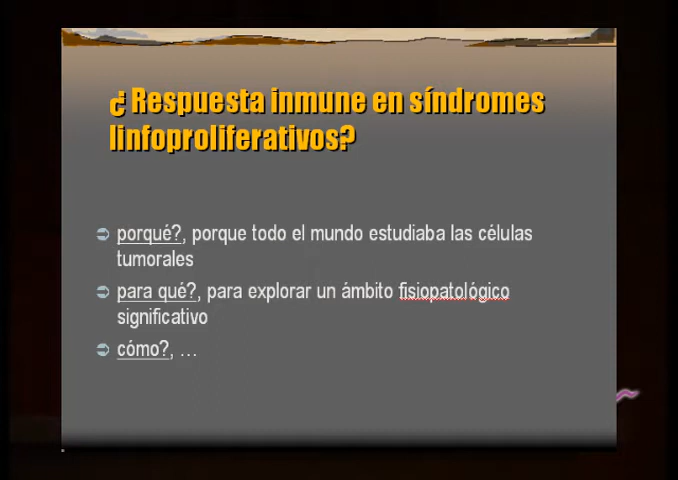 ¿ Respuesta inmune en síndromes
linfoproliferativos?
porqué?, porque todo el mundo estudiaba las células
tumorales
para qué?, para explorar un ámbito fisiopatológico
significativo
cómo?, …